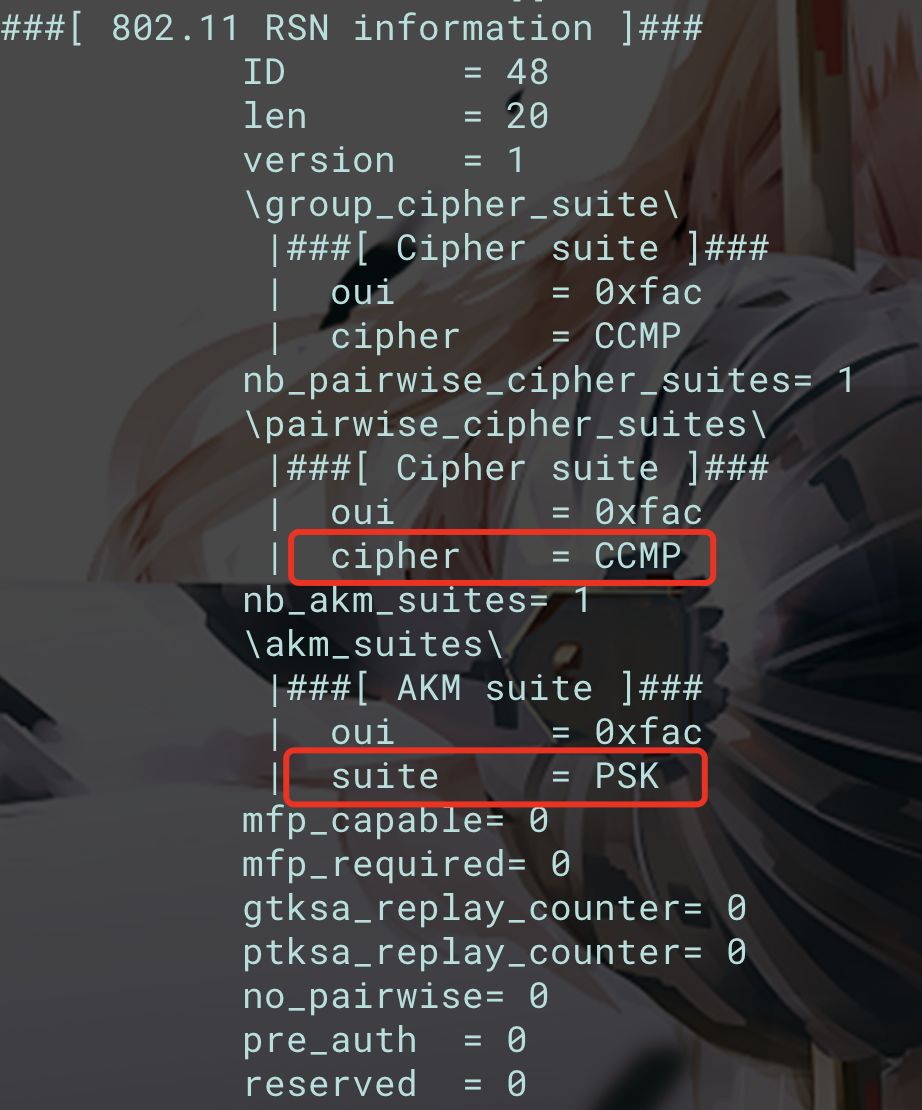 ###[ 802.11 RSN information ]###
ID        = 48
len       = 20
version   = 1
\group_cipher_suite\
|###[ Cipher suite ]###
|  oui       = 0xfac
|  cipher    = CCMP
nb_pairwise_cipher_suites= 1
\pairwise_cipher_suites\
|###[ Cipher suite ]###
|  oui       = 0xfac
|  cipher    = CCMP
nb_akm_suites= 1
\akm_suites\
|###[ AKM suite ]###
|  oui       = 0xfac
|  suite     = PSK
mfp_capable= 0
mfp_required= 0
gtksa_replay_counter= 0
ptksa_replay_counter= 0
no_pairwise= 0
pre_auth  = 0
reserved  = 0